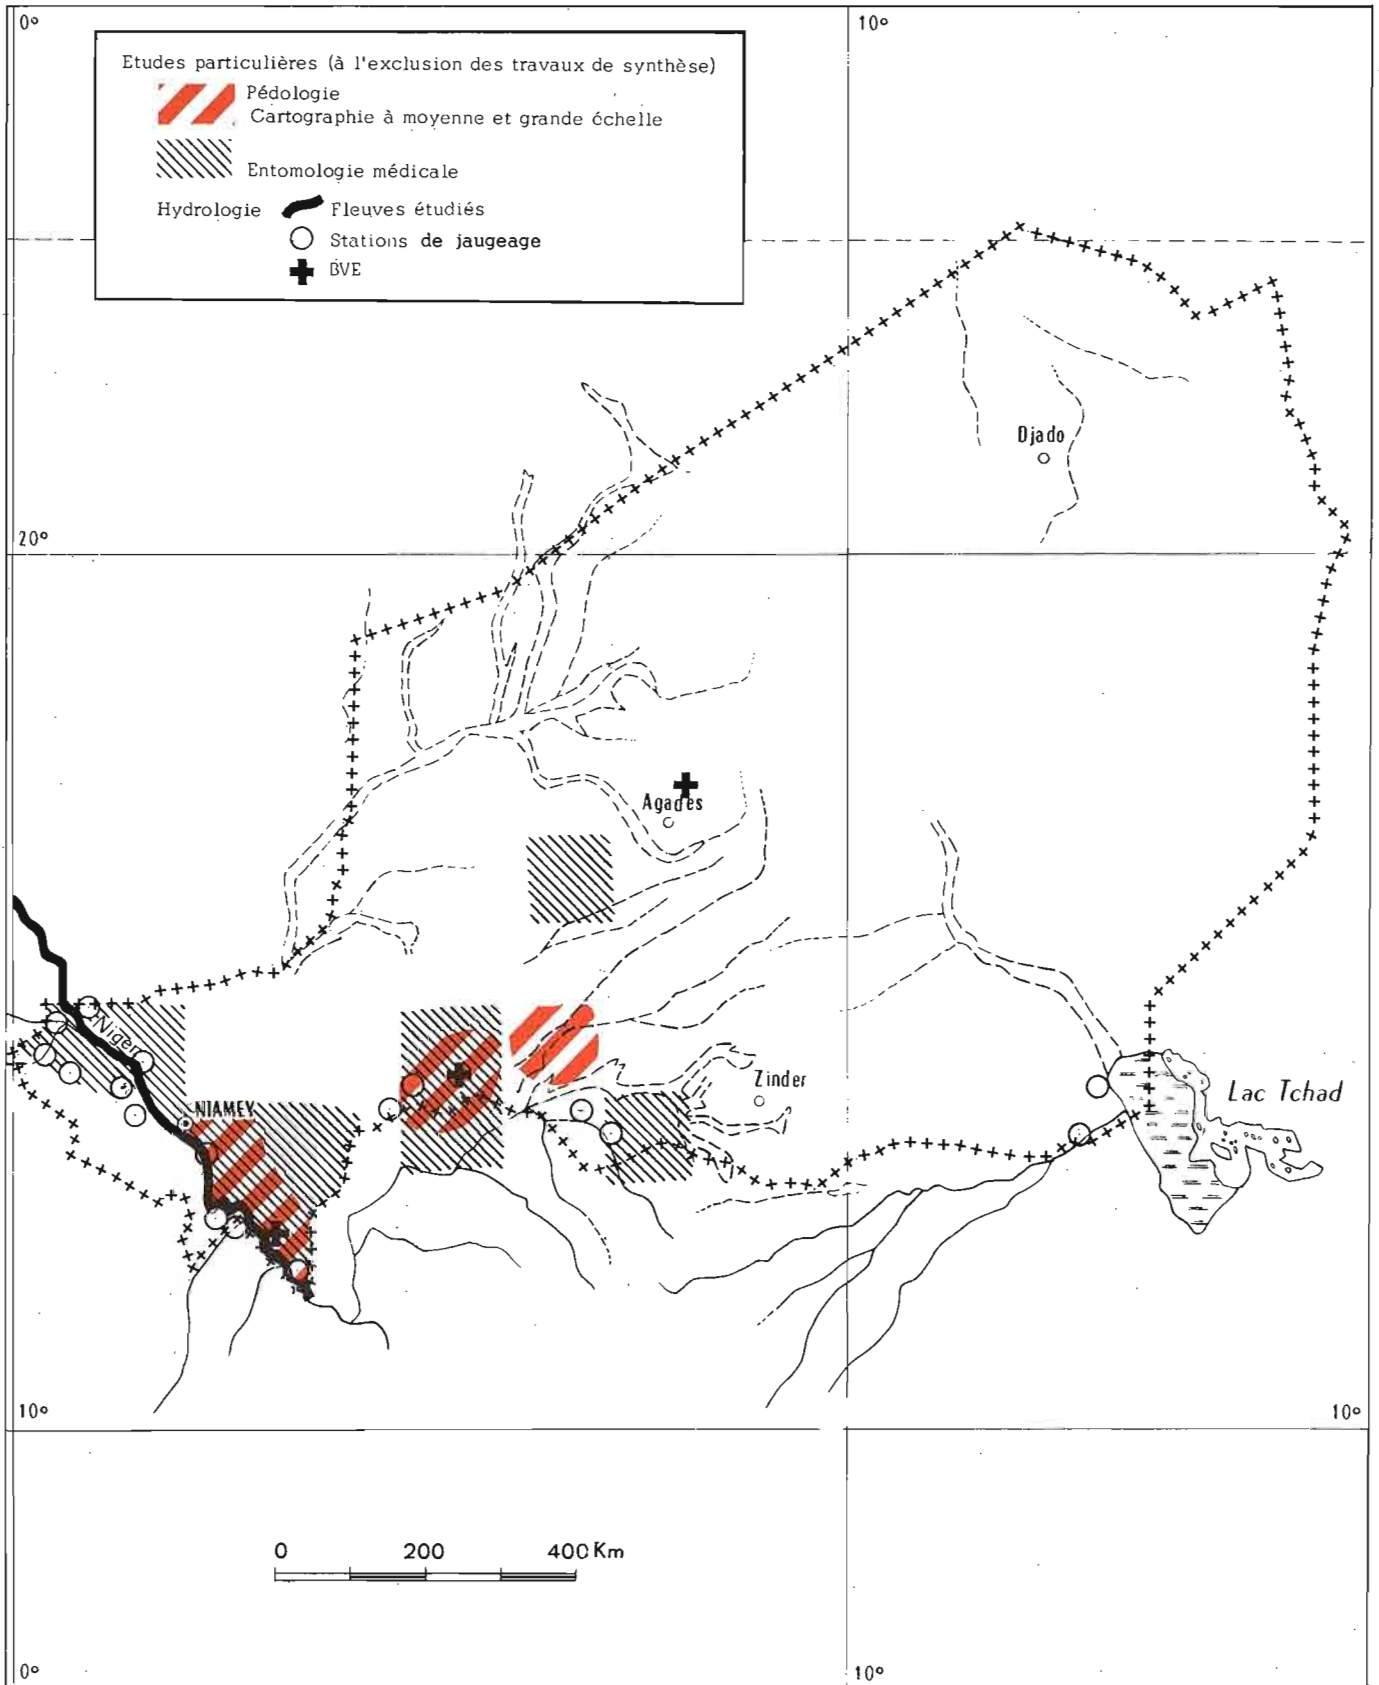 0° 10°
Etudes particulières (à l'exclusion des travaux de synthèse)
Pédologie
Cartographie à moyenne et grande échelle
Entomologie médicale
Hydrologie Fleuves étudiés
Stations de jaugeage
BVE
Djado
20°
Agades
Niger
Zinder
Lac Tchad
NIAMEY
10° 10°
0 200 400 Km
0° 10°